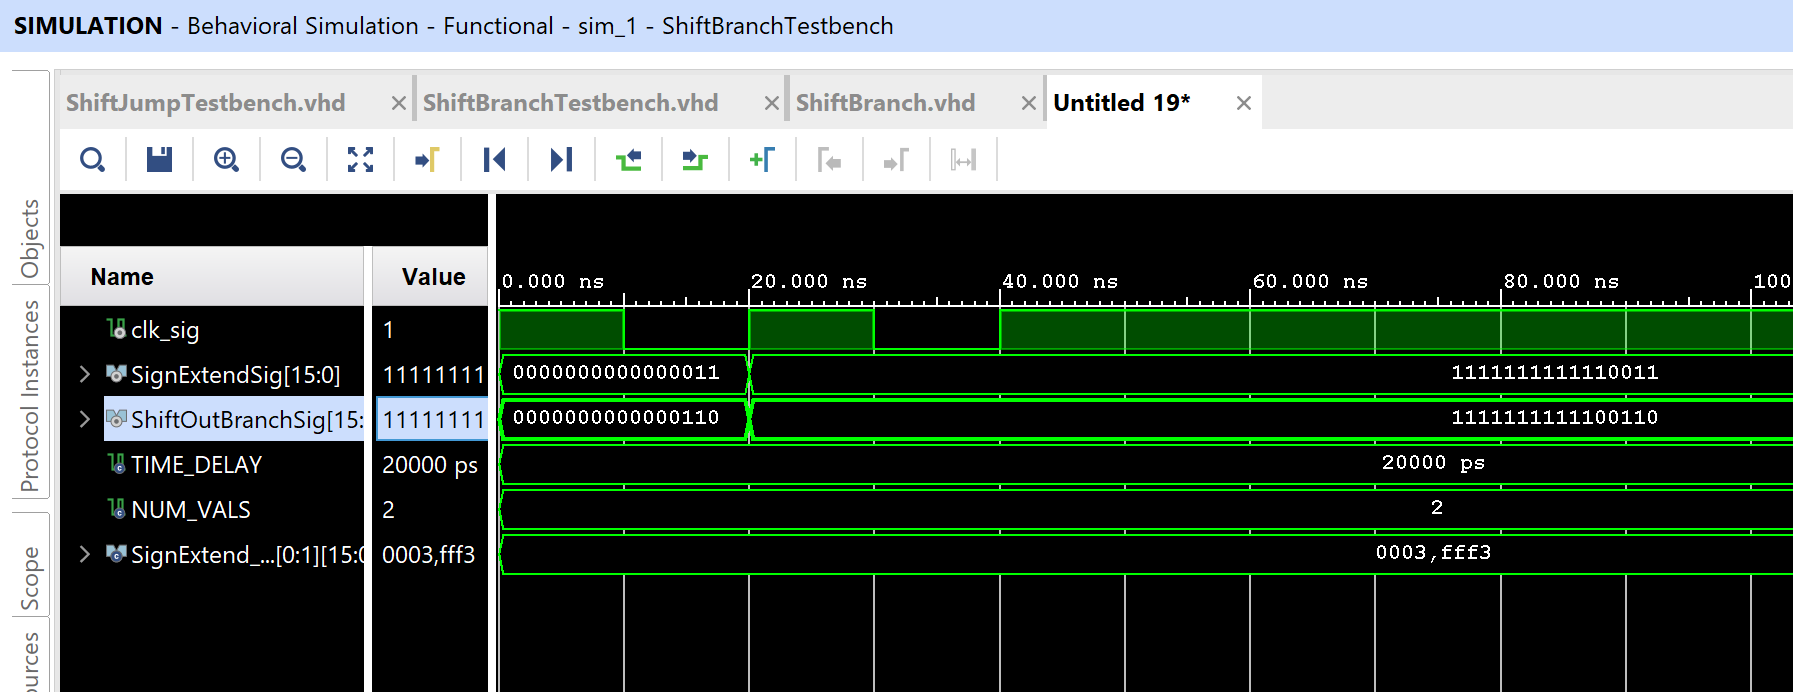 SIMULATION - Behavioral Simulation - Functional - sim_1 - ShiftBranchTestbench
ShiftJumpTestbench.vhd ShiftBranchTestbench.vhd ShiftBranch.vhd Untitled 19*
Objects
Protocol Instances
Scope
ources
Name Value
0.000 ns 20.000 ns 40.000 ns 60.000 ns 80.000 ns 100
clk_sig 1
SignExtendSig[15:0] 11111111 0000000000000011 1111111111110011
ShiftOutBranchSig[15: 11111111 0000000000000110 1111111111100110
TIME_DELAY 20000 ps 20000 ps
NUM_VALS 2 2
SignExtend_...[0:1][15:0 0003,fff3 0003,fff3